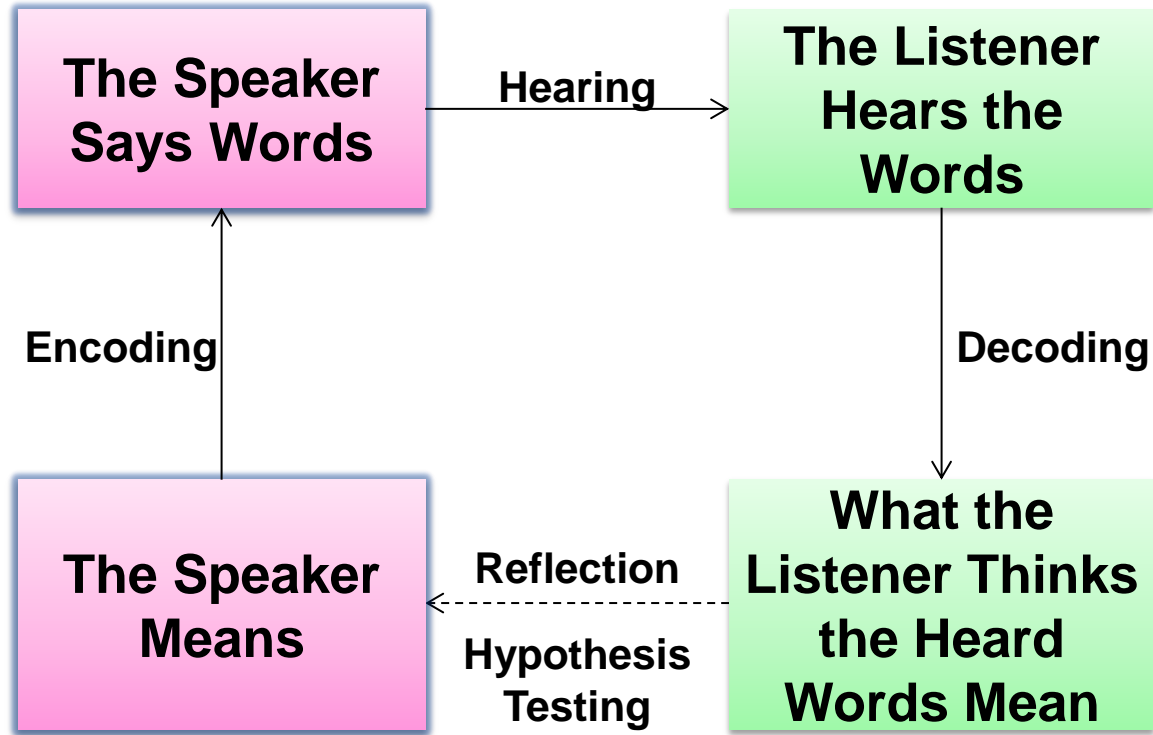 The Speaker
Says Words
Hearing
The Listener
Hears the
Words
Encoding
Decoding
The Speaker
Means
Reflection
Hypothesis
Testing
What the
Listener Thinks
the Heard
Words Mean